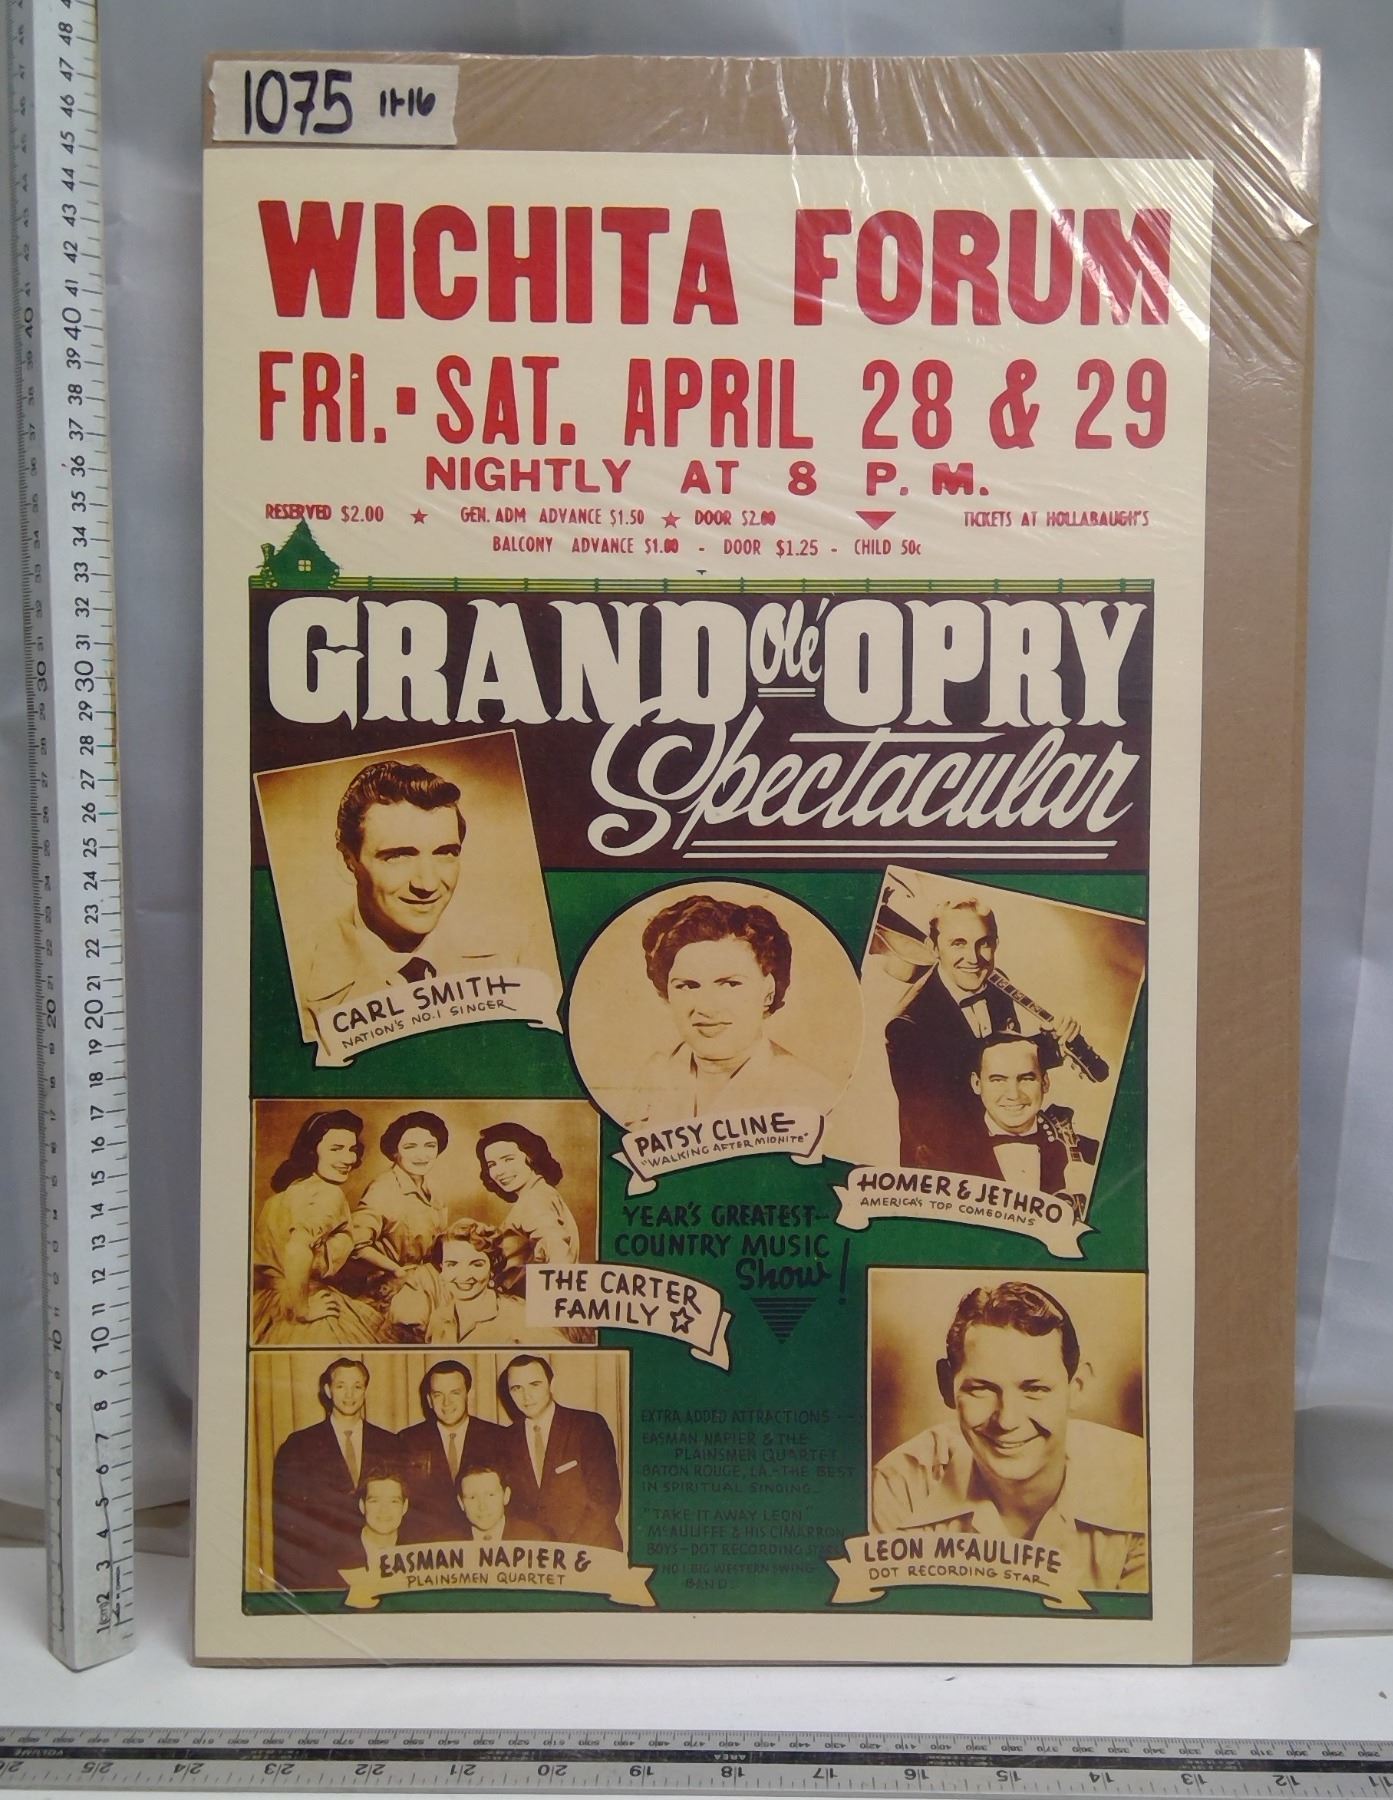 1075 11-16
WICHITA FORUM
FRI.-SAT. APRIL 28 & 29
NIGHTLY AT 8 P. M.
RESERVED $2.00 ★ GEN. ADM ADVANCE $1.50 ★ DOOR $2.00 ▼ TICKETS AT HOLLABAUGH'S
BALCONY ADVANCE $1.00 - DOOR $1.25 - CHILD 50c
GRAND Olé OPRY
Spectacular
CARL SMITH
NATION'S NO. 1 SINGER
PATSY CLINE
"WALKING AFTER MIDNITE"
HOMER & JETHRO
AMERICA'S TOP COMEDIANS
YEAR'S GREATEST
COUNTRY MUSIC
Show!
THE CARTER
FAMILY ☆
EASMAN NAPIER &
PLAINSMEN QUARTET
EXTRA ADDED ATTRACTIONS ---
EASMAN NAPIER & THE
PLAINSMEN QUARTET
BATON ROUGE, LA.-THE BEST
IN SPIRITUAL SINGING
"TAKE IT AWAY LEON"
McAULIFFE & HIS CIMARRON
BOYS-DOT RECORDING STARS
NO 1 BIG WESTERN SWING
BAND
LEON McAULIFFE
DOT RECORDING STAR